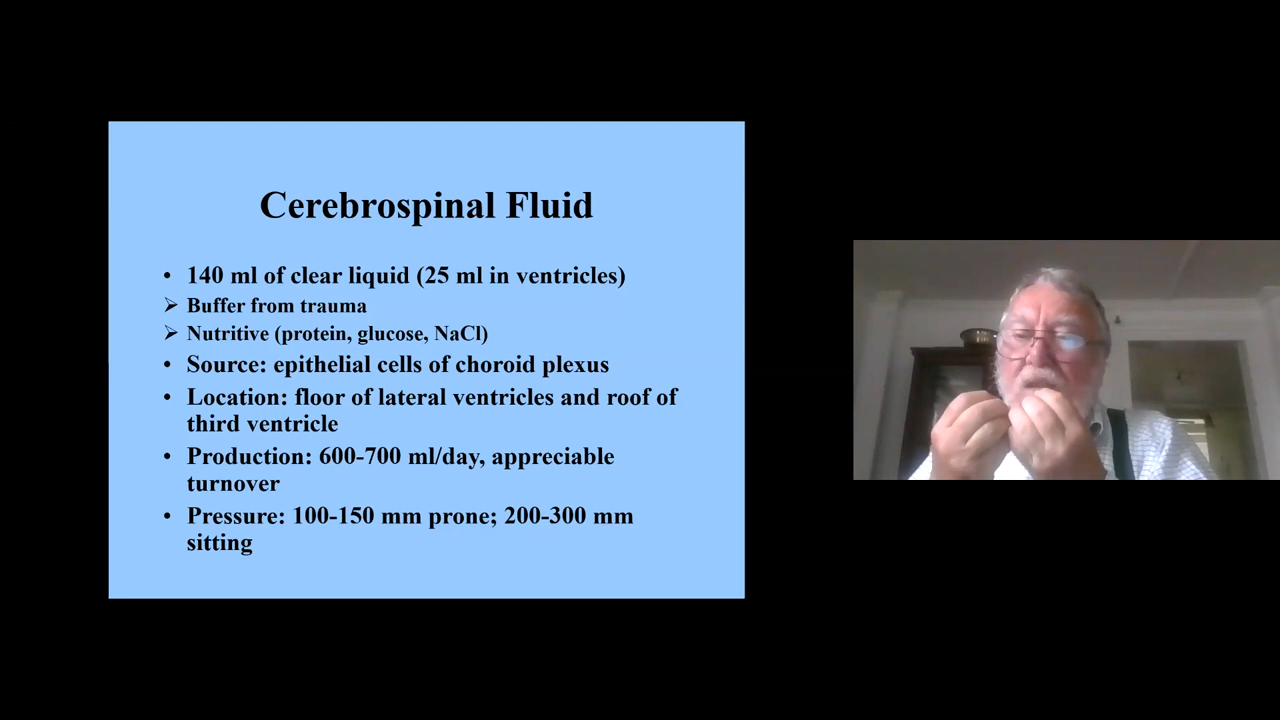 Cerebrospinal Fluid
• 140 ml of clear liquid (25 ml in ventricles)
➢ Buffer from trauma
➢ Nutritive (protein, glucose, NaCl)
• Source: epithelial cells of choroid plexus
• Location: floor of lateral ventricles and roof of
third ventricle
• Production: 600-700 ml/day, appreciable
turnover
• Pressure: 100-150 mm prone; 200-300 mm
sitting